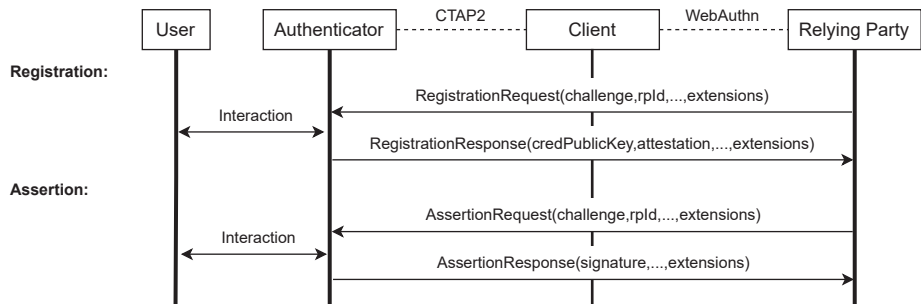 CTAP2 WebAuthn
User Authenticator Client Relying Party
Registration:
RegistrationRequest(challenge,rpId,...,extensions)
Interaction
RegistrationResponse(credPublicKey,attestation,...,extensions)
Assertion:
AssertionRequest(challenge,rpId,...,extensions)
Interaction
AssertionResponse(signature,...,extensions)